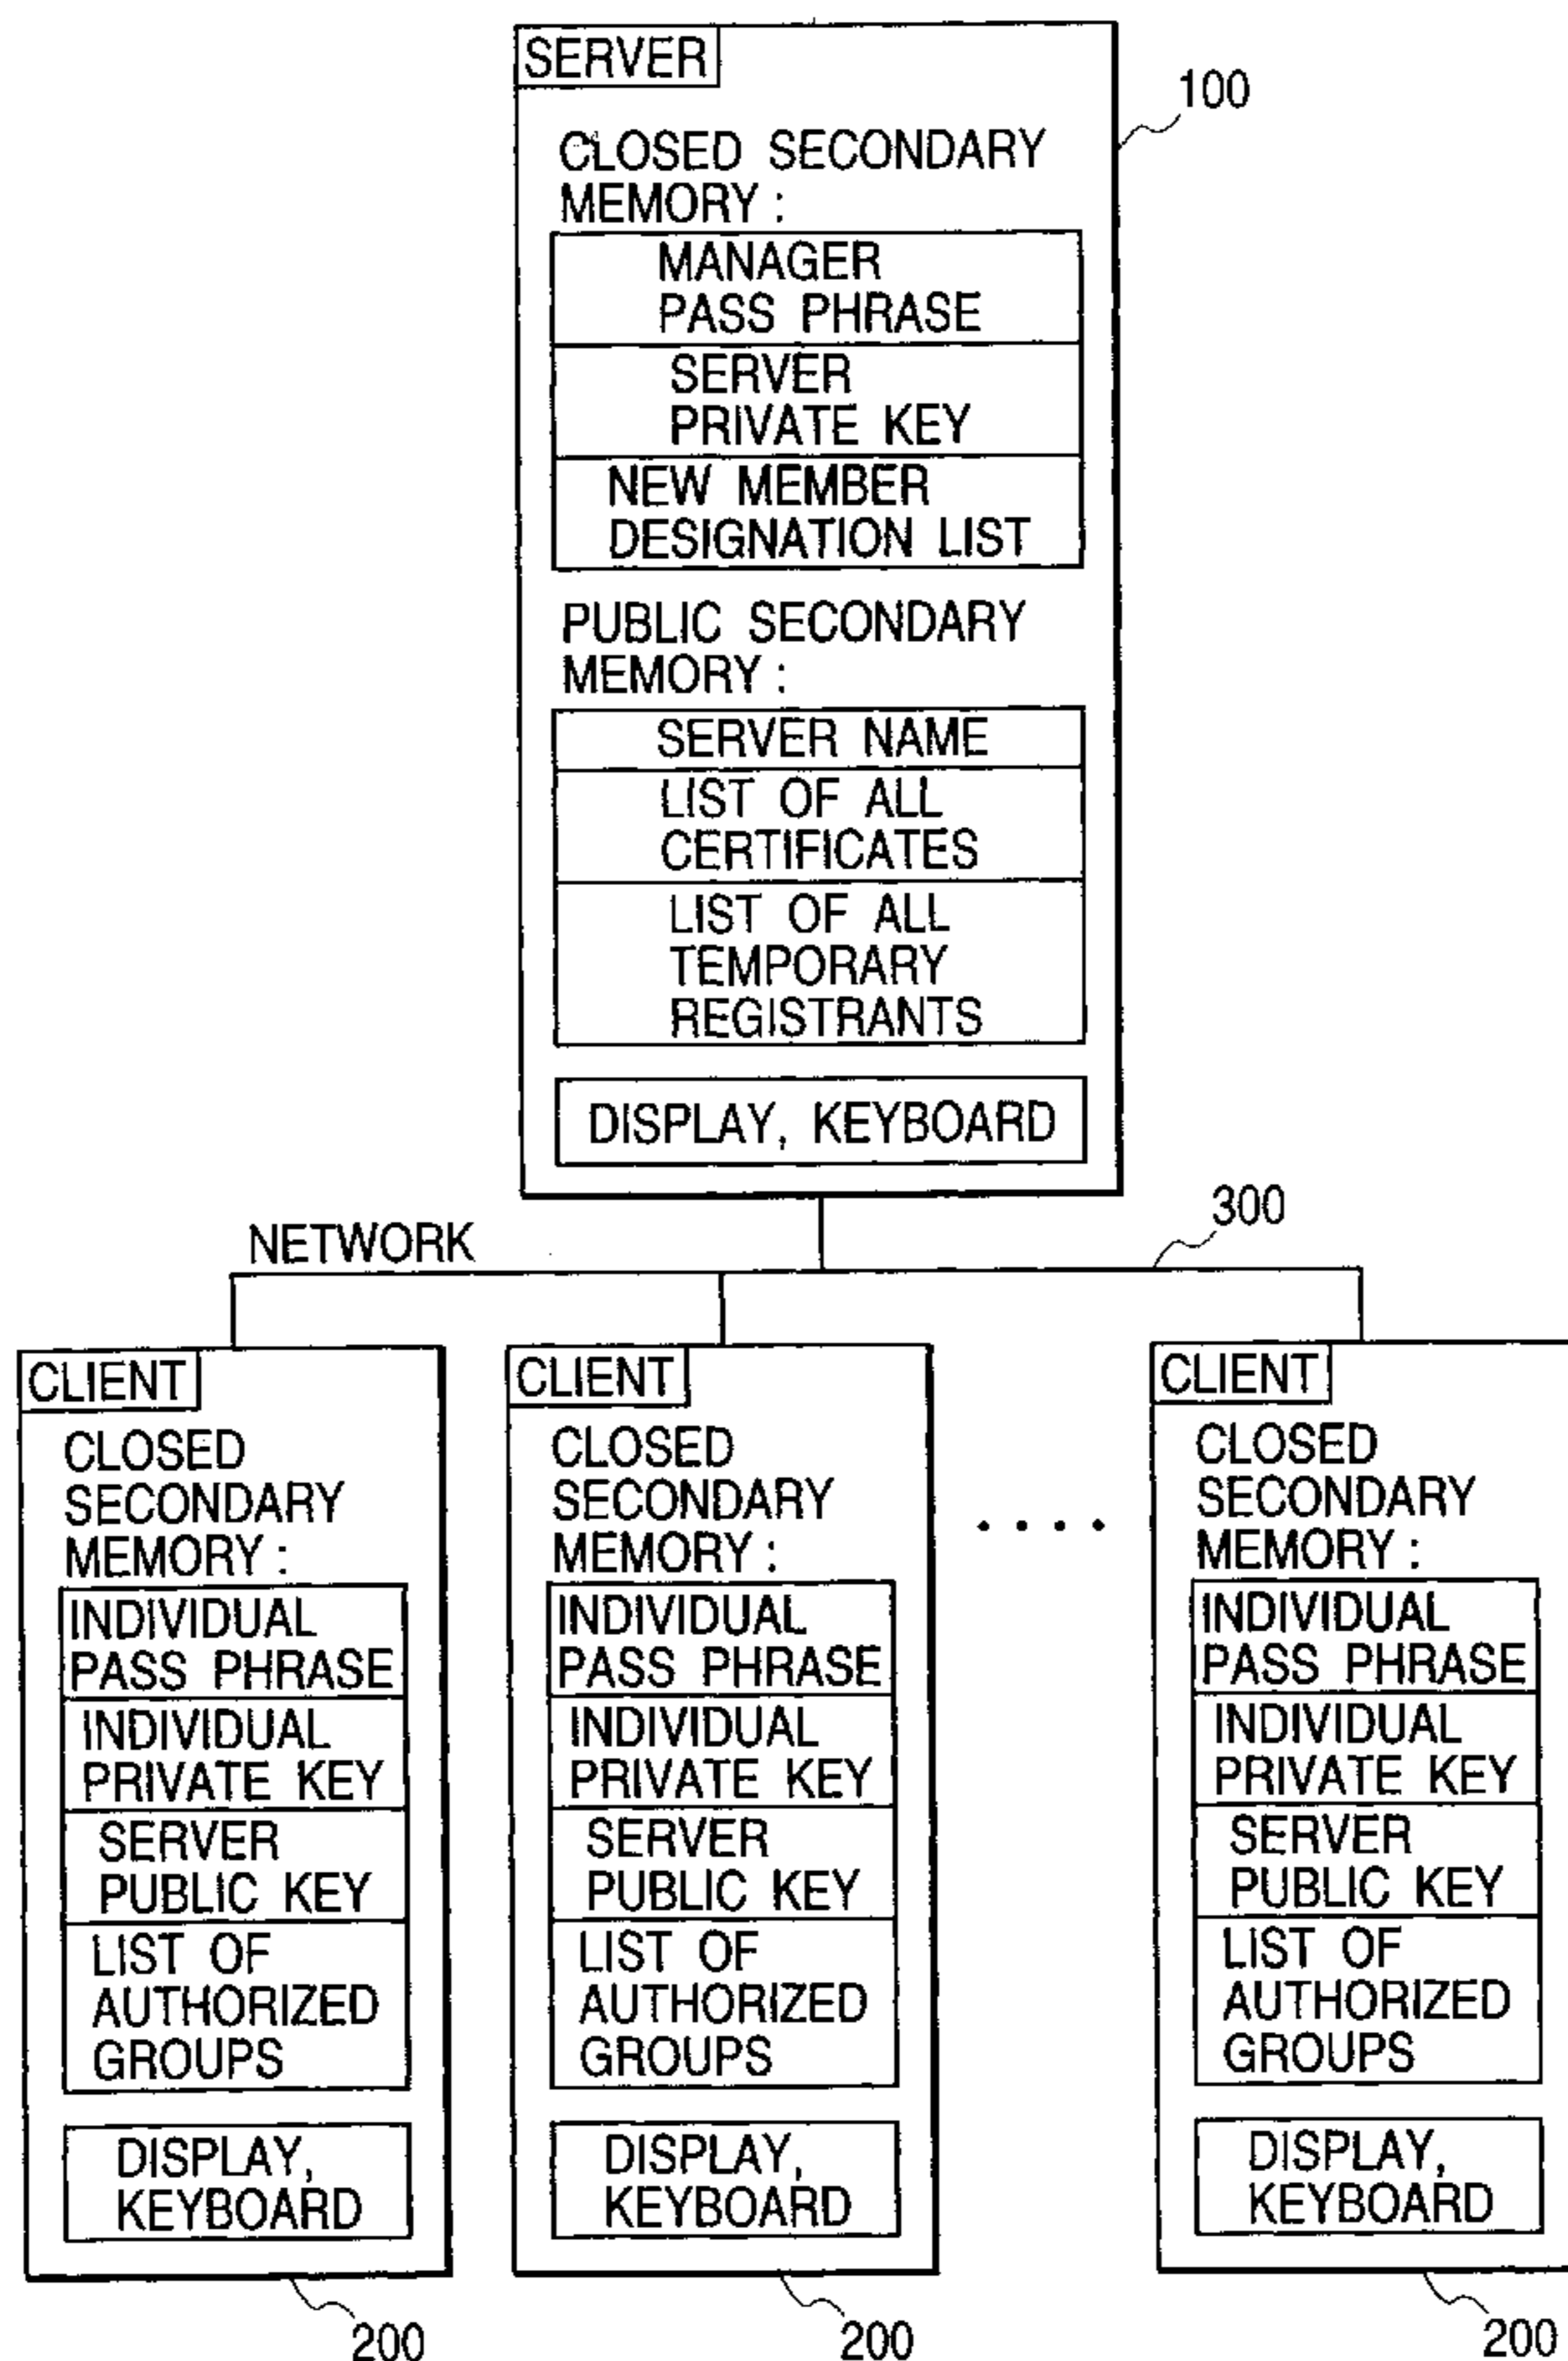 SERVER
100
CLOSED SECONDARY
MEMORY :
MANAGER
PASS PHRASE
SERVER
PRIVATE KEY
NEW MEMBER
DESIGNATION LIST
PUBLIC SECONDARY
MEMORY :
SERVER NAME
LIST OF ALL
CERTIFICATES
LIST OF ALL
TEMPORARY
REGISTRANTS
DISPLAY, KEYBOARD
NETWORK
300
CLIENT
CLOSED
SECONDARY
MEMORY :
INDIVIDUAL
PASS PHRASE
INDIVIDUAL
PRIVATE KEY
SERVER
PUBLIC KEY
LIST OF
AUTHORIZED
GROUPS
DISPLAY,
KEYBOARD
200
CLIENT
CLOSED
SECONDARY
MEMORY :
INDIVIDUAL
PASS PHRASE
INDIVIDUAL
PRIVATE KEY
SERVER
PUBLIC KEY
LIST OF
AUTHORIZED
GROUPS
DISPLAY,
KEYBOARD
200
. . . .
CLIENT
CLOSED
SECONDARY
MEMORY :
INDIVIDUAL
PASS PHRASE
INDIVIDUAL
PRIVATE KEY
SERVER
PUBLIC KEY
LIST OF
AUTHORIZED
GROUPS
DISPLAY,
KEYBOARD
200